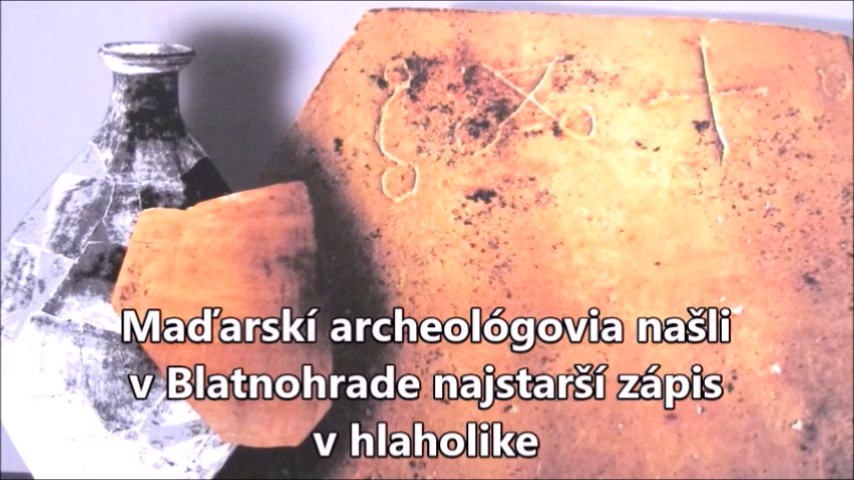 Maďarskí archeológovia našli
v Blatnohrade najstarší zápis
v hlaholike